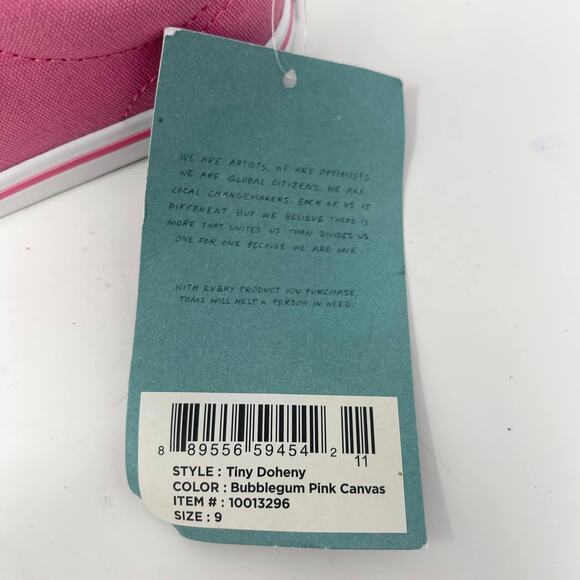 WE ARE ARTISTS. WE ARE OPTIMISTS
WE ARE GLOBAL CITIZENS. WE ARE
LOCAL CHANGEMAKERS. EACH OF US IS
DIFFERENT. BUT WE BELIEVE THERE IS
MORE THAT UNITES US THAN DIVIDES US.
ONE FOR ONE BECAUSE WE ARE ONE.
WITH EVERY PRODUCT YOU PURCHASE,
TOMS WILL HELP A PERSON IN NEED.
8 89556 59454 2
11
STYLE : Tiny Doheny
COLOR : Bubblegum Pink Canvas
ITEM # : 10013296
SIZE : 9